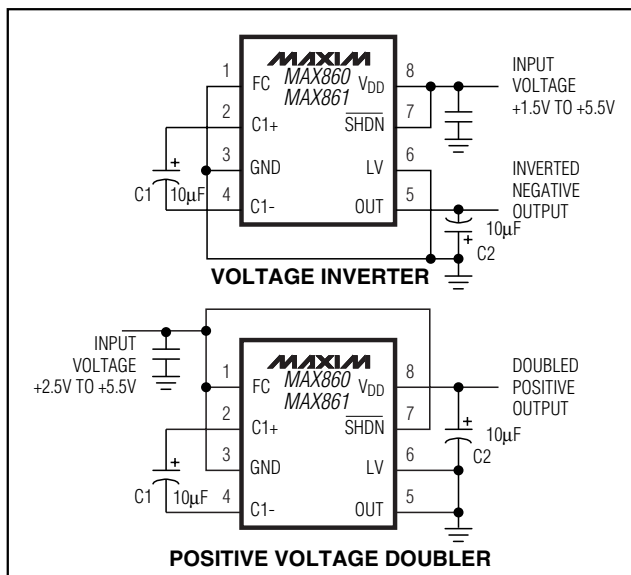 MAXIM
MAX860
MAX861
1 FC
2 C1+
3 GND
4 C1-
VDD 8
SHDN 7
LV 6
OUT 5
C1 + 10µF
INPUT
VOLTAGE
+1.5V TO +5.5V
INVERTED
NEGATIVE
OUTPUT
10µF
+ C2
VOLTAGE INVERTER
INPUT
VOLTAGE
+2.5V TO +5.5V
MAXIM
MAX860
MAX861
1 FC
2 C1+
3 GND
4 C1-
VDD 8
SHDN 7
LV 6
OUT 5
C1 + 10µF
DOUBLED
POSITIVE
OUTPUT
+ 10µF
C2
POSITIVE VOLTAGE DOUBLER